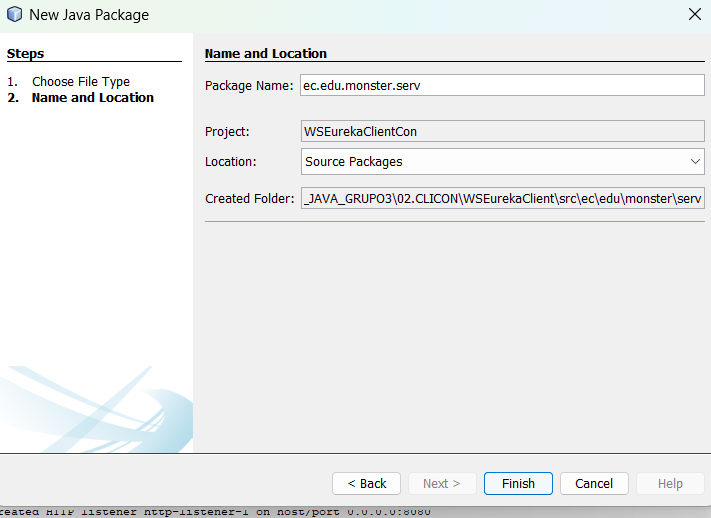 New Java Package
Steps
1. Choose File Type
2. Name and Location
Name and Location
Package Name: ec.edu.monster.serv
Project: WSEurekaClientCon
Location: Source Packages
Created Folder: _JAVA_GRUPO3\02.CLICON\WSEurekaClient\src\ec\edu\monster\serv
< Back Next > Finish Cancel Help
reated HTTP listener http-listener-1 on host/port 0.0.0.0:8080